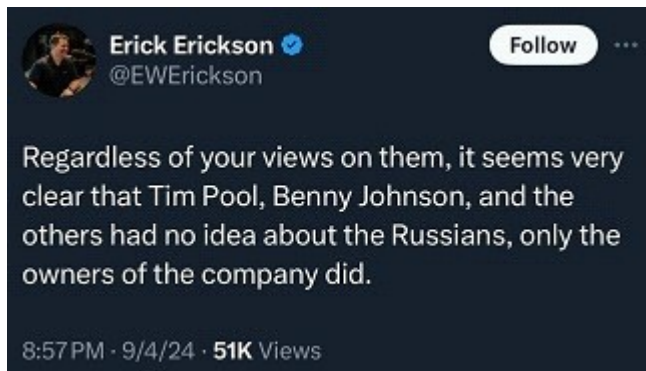 Erick Erickson
Follow
@EWErickson
Regardless of your views on them, it seems very
clear that Tim Pool, Benny Johnson, and the
others had no idea about the Russians, only the
owners of the company did.
8:57 PM · 9/4/24 · 51K Views